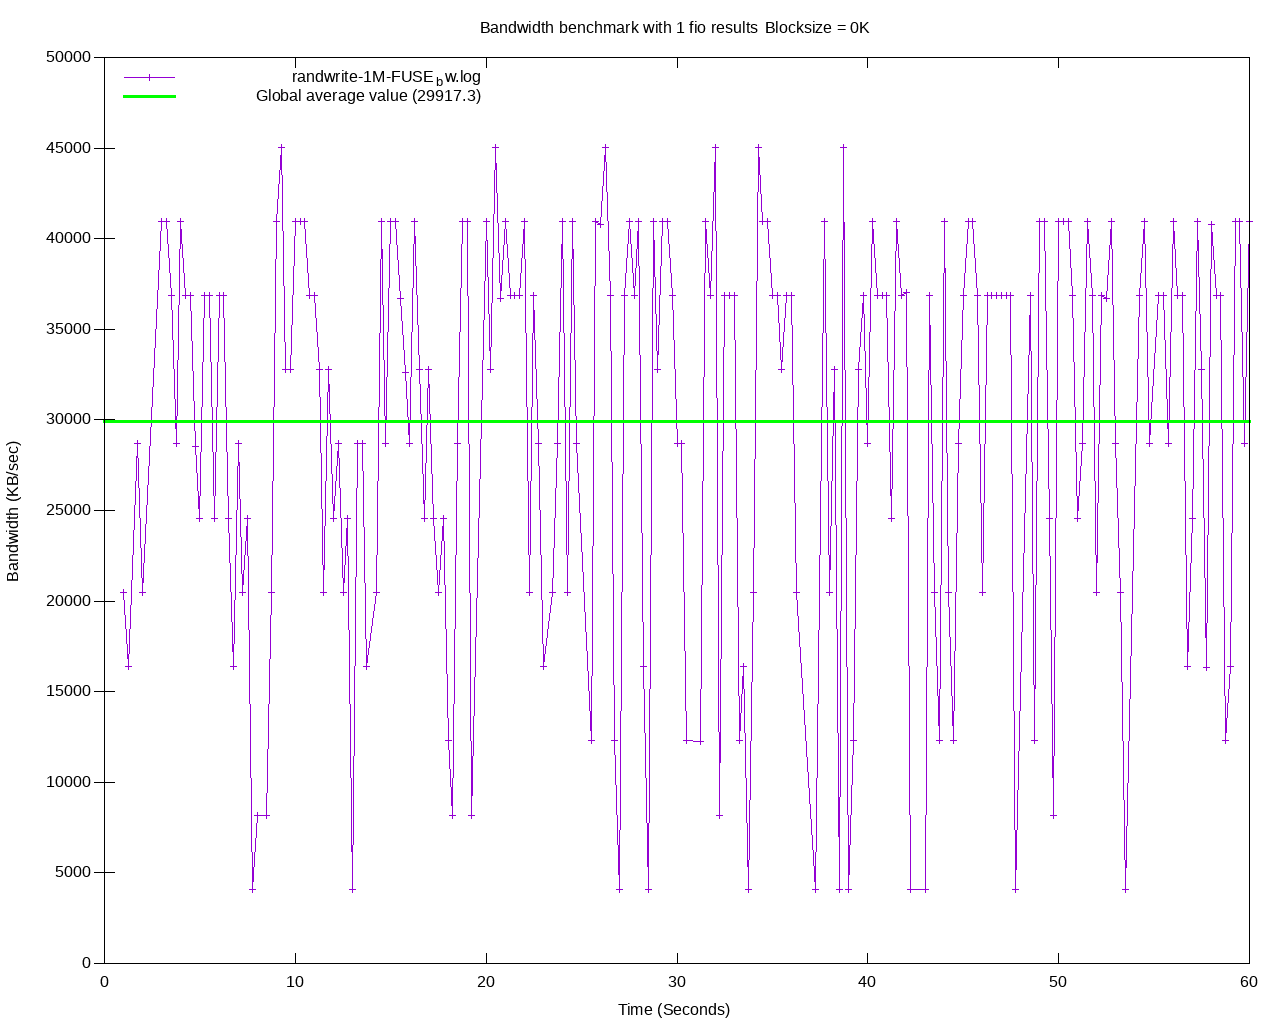 Bandwidth benchmark with 1 fio results Blocksize = 0K
50000
45000
40000
35000
30000
25000
20000
15000
10000
5000
0
randwrite-1M-FUSE_bw.log
Global average value (29917.3)
Bandwidth (KB/sec)
0 10 20 30 40 50 60
Time (Seconds)